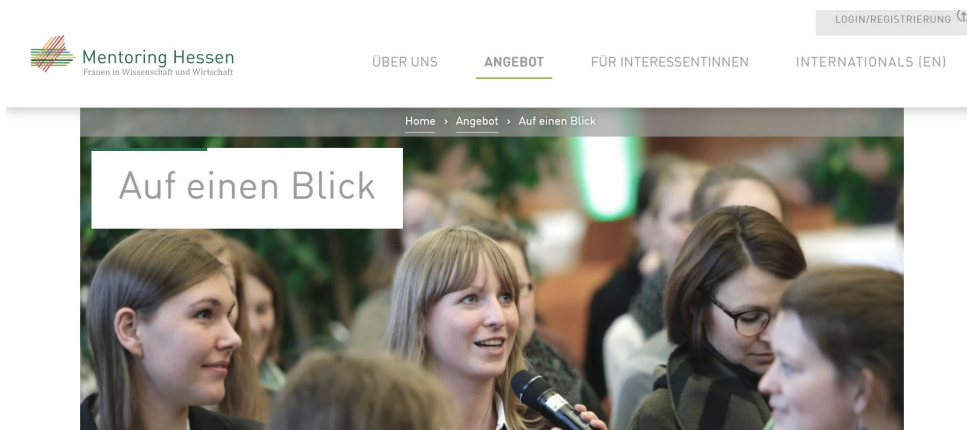 LOGIN/REGISTRIERUNG
Mentoring Hessen
Frauen in Wissenschaft und Wirtschaft
ÜBER UNS
ANGEBOT
FÜR INTERESSENTINNEN
INTERNATIONALS (EN)
Home › Angebot › Auf einen Blick
Auf einen Blick